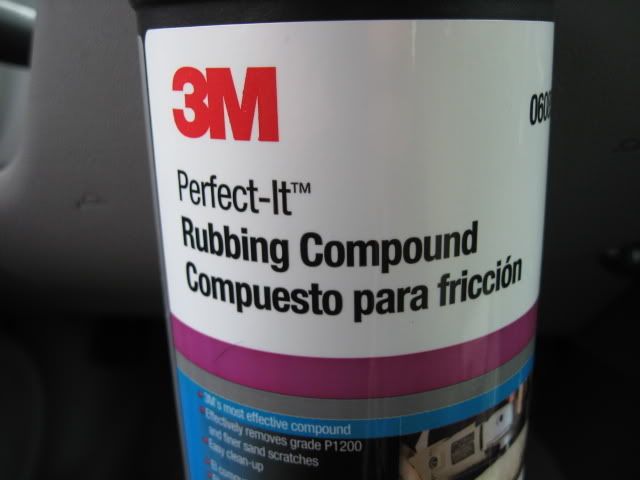 3M
Perfect-It™
Rubbing Compound
Compuesto para fricción
3M's most effective compound
Effectively removes grade P1200
and finer sand scratches
Easy clean-up